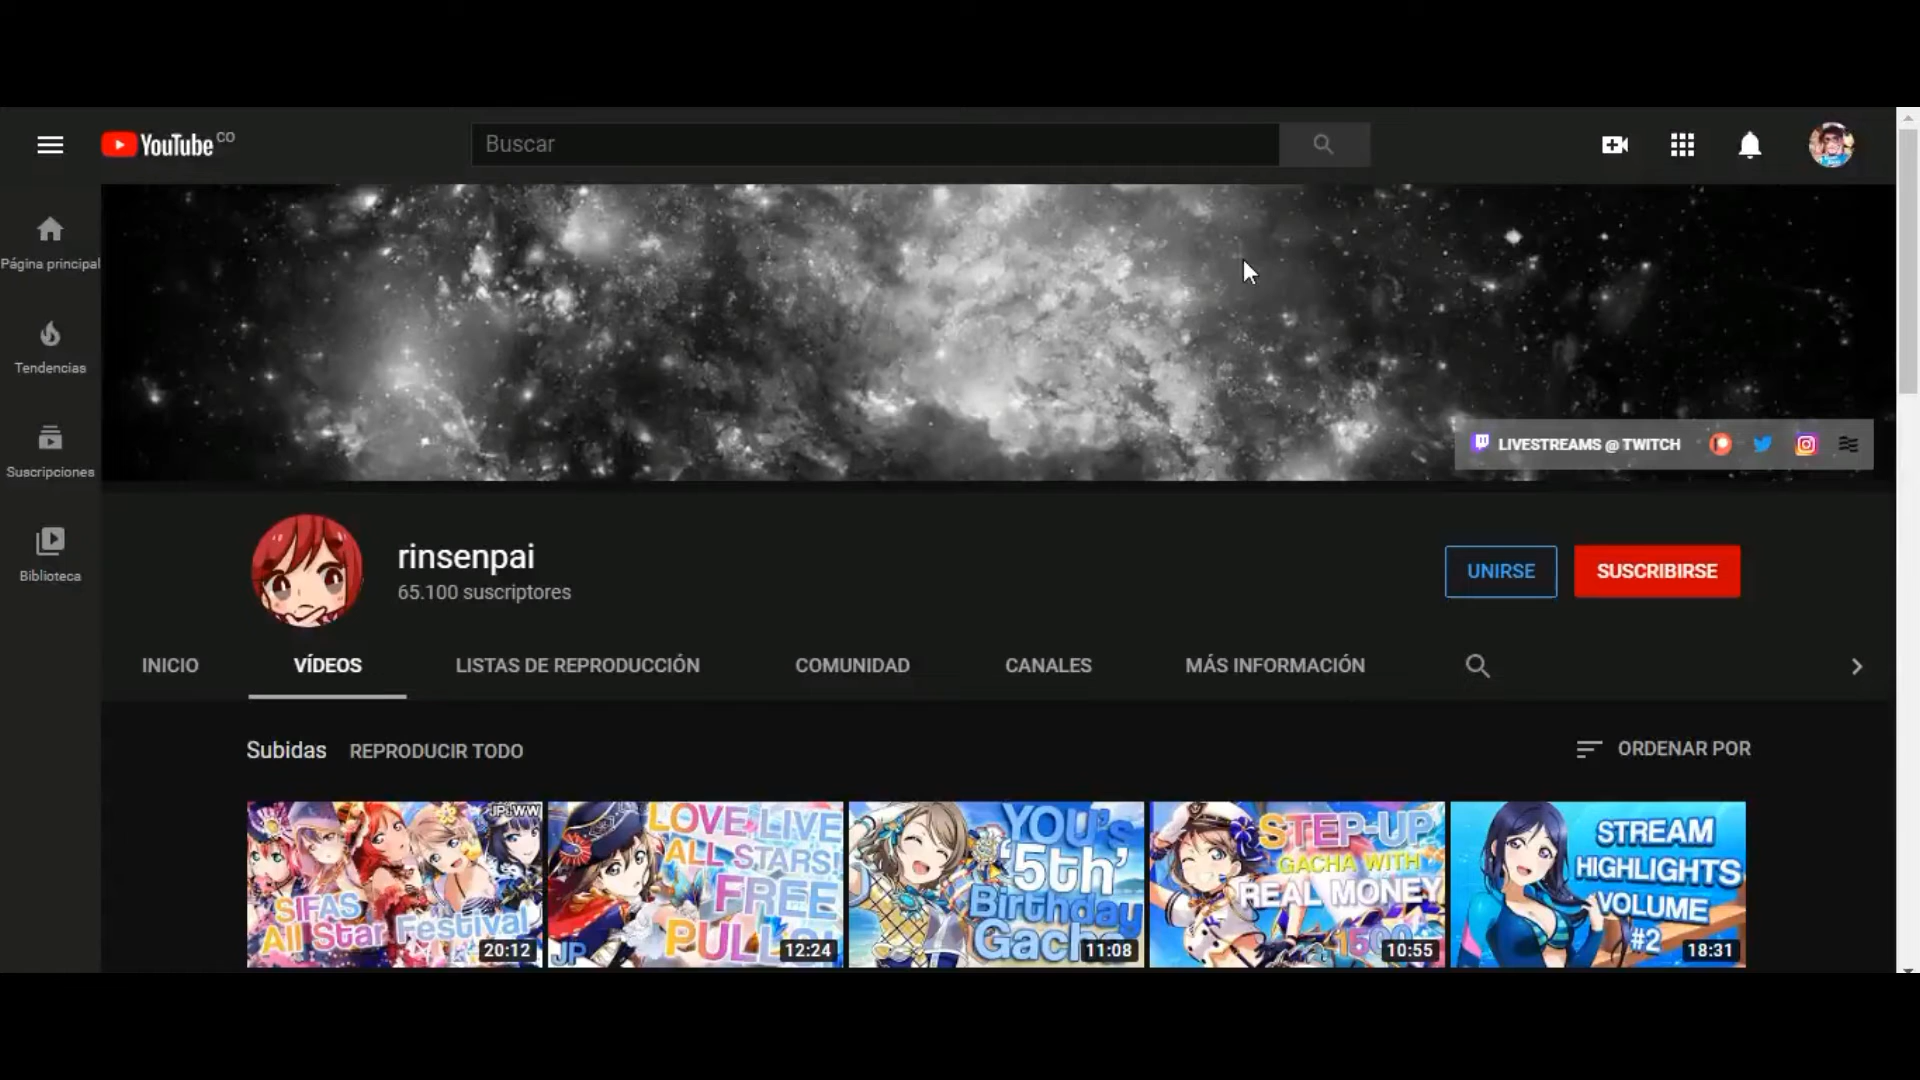 YouTube CO
Buscar
Página principal
Tendencias
Suscripciones
Biblioteca
LIVESTREAMS @ TWITCH
rinsenpai
65.100 suscriptores
UNIRSE
SUSCRIBIRSE
INICIO
VÍDEOS
LISTAS DE REPRODUCCIÓN
COMUNIDAD
CANALES
MÁS INFORMACIÓN
Subidas
REPRODUCIR TODO
ORDENAR POR
JP&WW
SIFAS
All Star Festival
20:12
LOVE LIVE
ALL STARS!
FREE
PULLS!
JP
12:24
YOU's
'5th'
Birthday
Gacha
11:08
STEP-UP
GACHA WITH
REAL MONEY
1500
10:55
STREAM
HIGHLIGHTS
VOLUME
#2
18:31